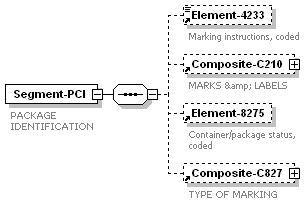 Element-4233
Marking instructions, coded
Composite-C210
MARKS &amp; LABELS
Segment-PCI
PACKAGE
IDENTIFICATION
Element-8275
Container/package status,
coded
Composite-C827
TYPE OF MARKING